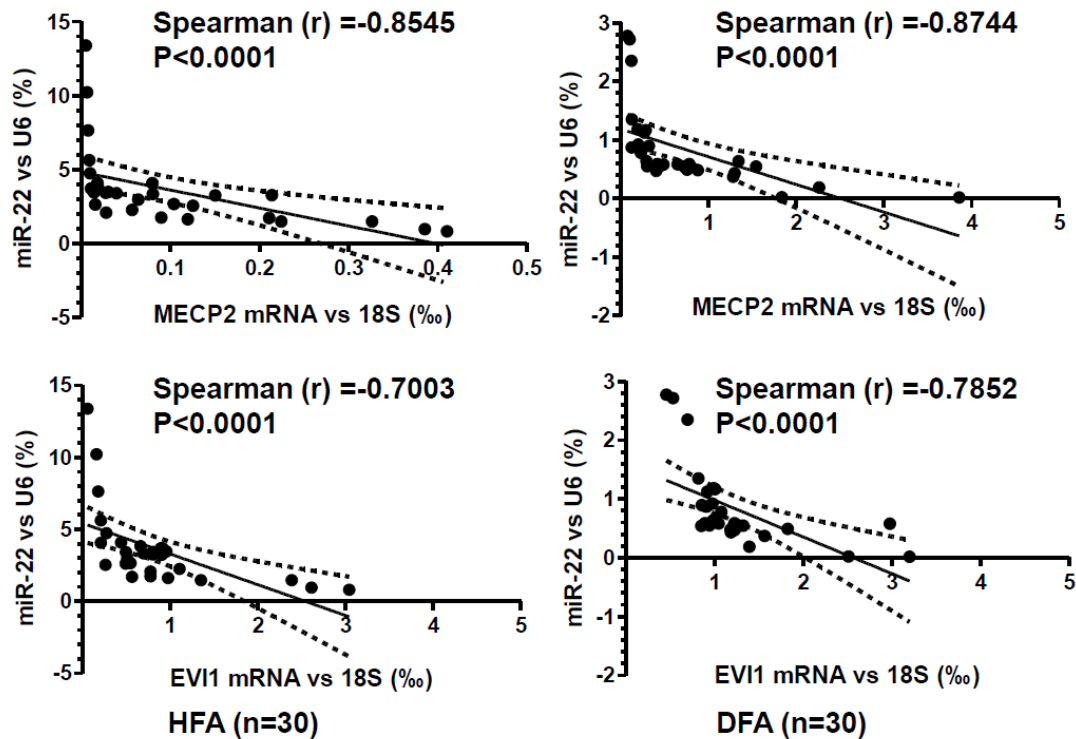 Spearman (r) =-0.8545
P<0.0001
miR-22 vs U6 (%)
15
10
5
0
-5
0.1
0.2
0.3
0.4
0.5
MECP2 mRNA vs 18S (‰)
Spearman (r) =-0.8744
P<0.0001
miR-22 vs U6 (%)
3
2
1
0
-1
-2
1
2
3
4
5
MECP2 mRNA vs 18S (‰)
Spearman (r) =-0.7003
P<0.0001
miR-22 vs U6 (%)
15
10
5
0
-5
1
2
3
4
5
EVI1 mRNA vs 18S (‰)
HFA (n=30)
Spearman (r) =-0.7852
P<0.0001
miR-22 vs U6 (%)
3
2
1
0
-1
-2
1
2
3
4
5
EVI1 mRNA vs 18S (‰)
DFA (n=30)